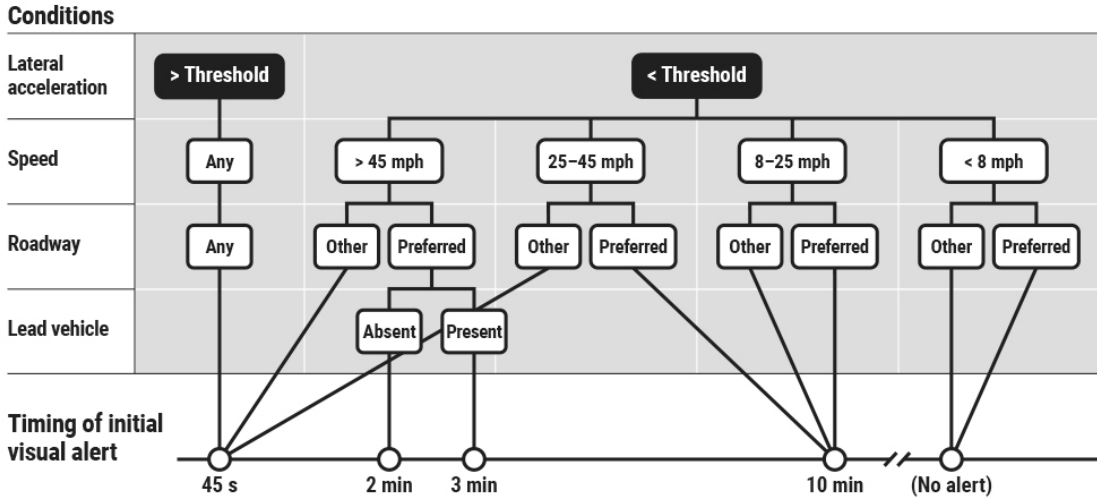 Conditions
Lateral
acceleration
> Threshold
< Threshold
Speed
Any
> 45 mph
25–45 mph
8–25 mph
< 8 mph
Roadway
Any
Other
Preferred
Other
Preferred
Other
Preferred
Other
Preferred
Lead vehicle
Absent
Present
Timing of initial
visual alert
45 s
2 min
3 min
10 min
(No alert)